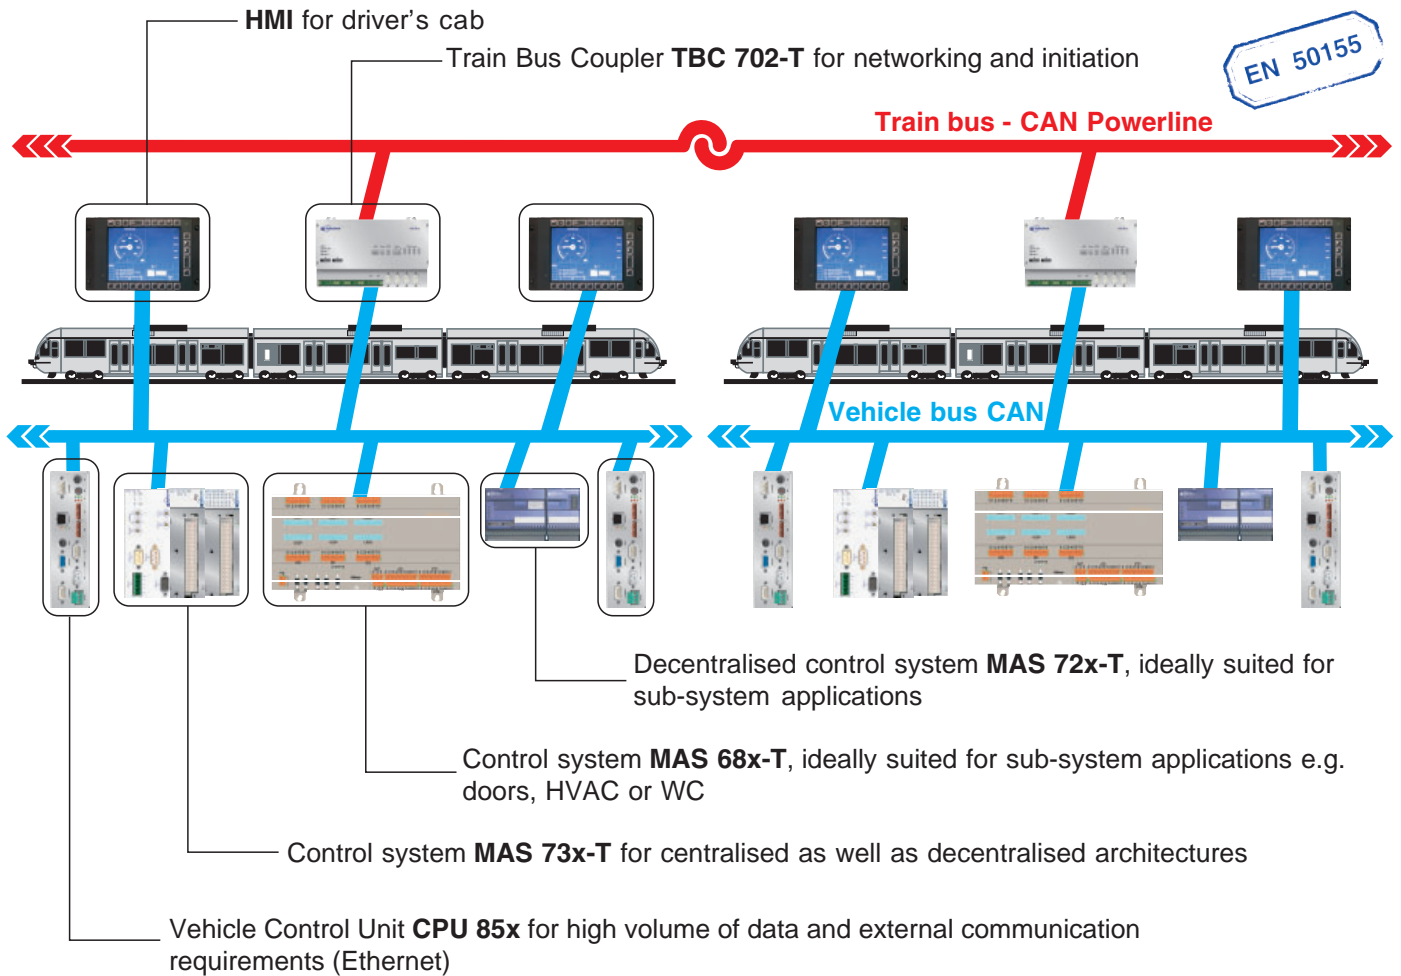 HMI for driver's cab
Train Bus Coupler TBC 702-T for networking and initiation
EN 50155
Train bus - CAN Powerline
Vehicle bus CAN
Decentralised control system MAS 72x-T, ideally suited for
sub-system applications
Control system MAS 68x-T, ideally suited for sub-system applications e.g.
doors, HVAC or WC
Control system MAS 73x-T for centralised as well as decentralised architectures
Vehicle Control Unit CPU 85x for high volume of data and external communication
requirements (Ethernet)